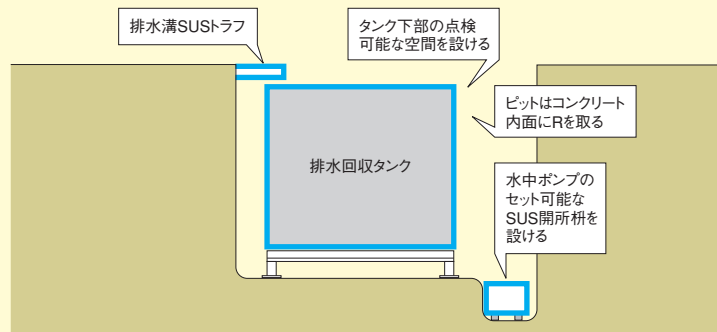 排水溝SUSトラフ
タンク下部の点検
可能な空間を設ける
ピットはコンクリート
内面にRを取る
排水回収タンク
水中ポンプの
セット可能な
SUS開所枡を
設ける